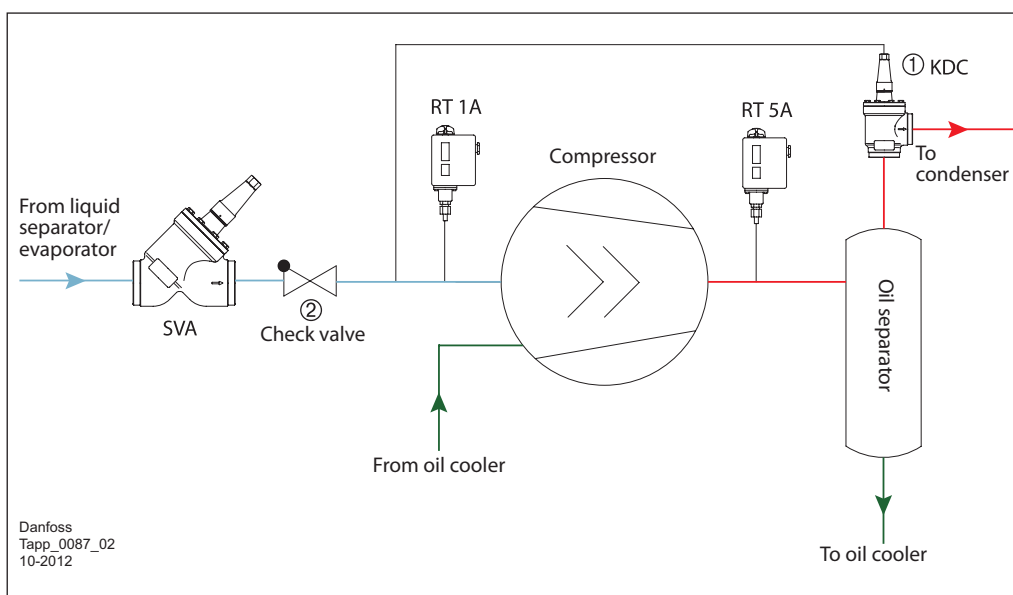 ① KDC
RT 1A
RT 5A
Compressor
To
condenser
From liquid
separator/
evaporator
SVA
②
Check valve
Oil separator
From oil cooler
To oil cooler
Danfoss
Tapp_0087_02
10-2012